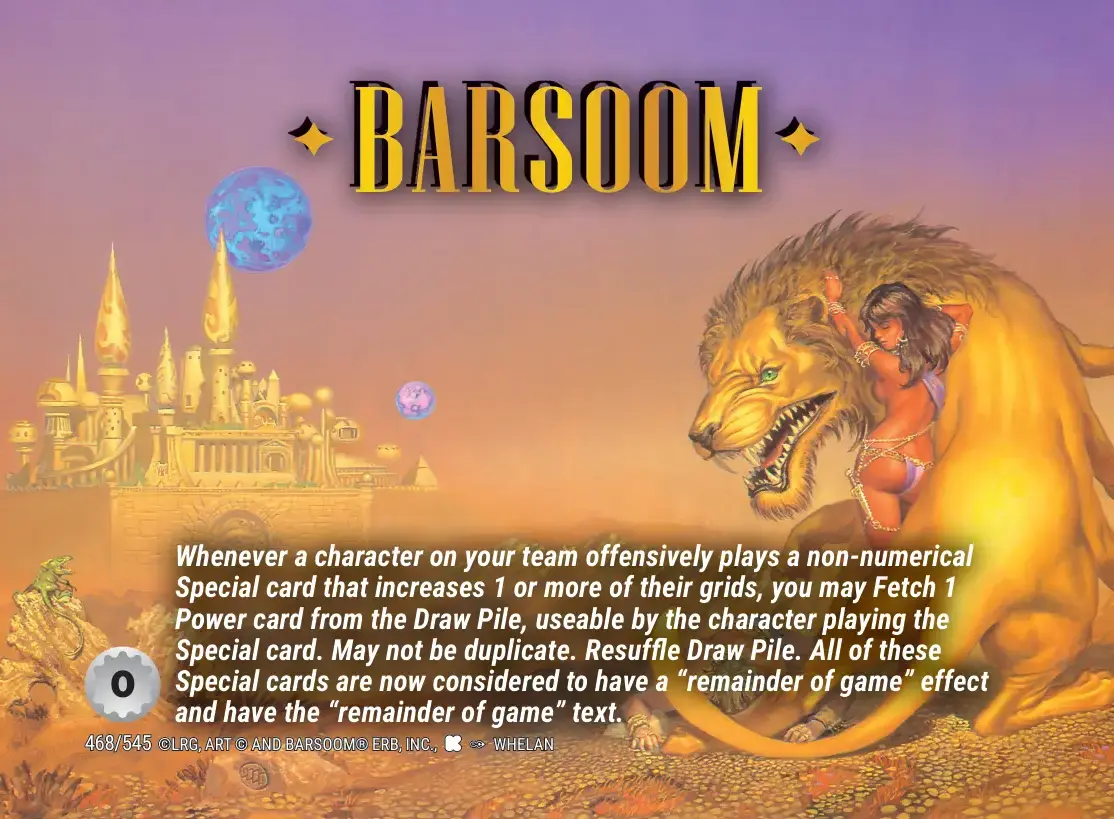 BARSOOM
Whenever a character on your team offensively plays a non-numerical
Special card that increases 1 or more of their grids, you may Fetch 1
Power card from the Draw Pile, useable by the character playing the
Special card. May not be duplicate. Resuffle Draw Pile. All of these
Special cards are now considered to have a “remainder of game” effect
and have the “remainder of game” text.
0
468/545 ©LRG, ART © AND BARSOOM® ERB, INC., WHELAN